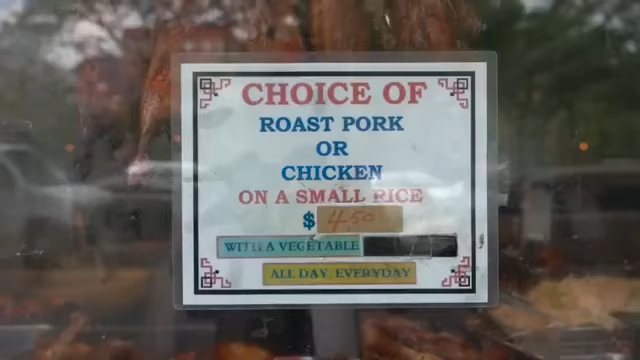 CHOICE OF
ROAST PORK
OR
CHICKEN
ON A SMALL RICE
$ 4.50
WITH A VEGETABLE
ALL DAY EVERYDAY